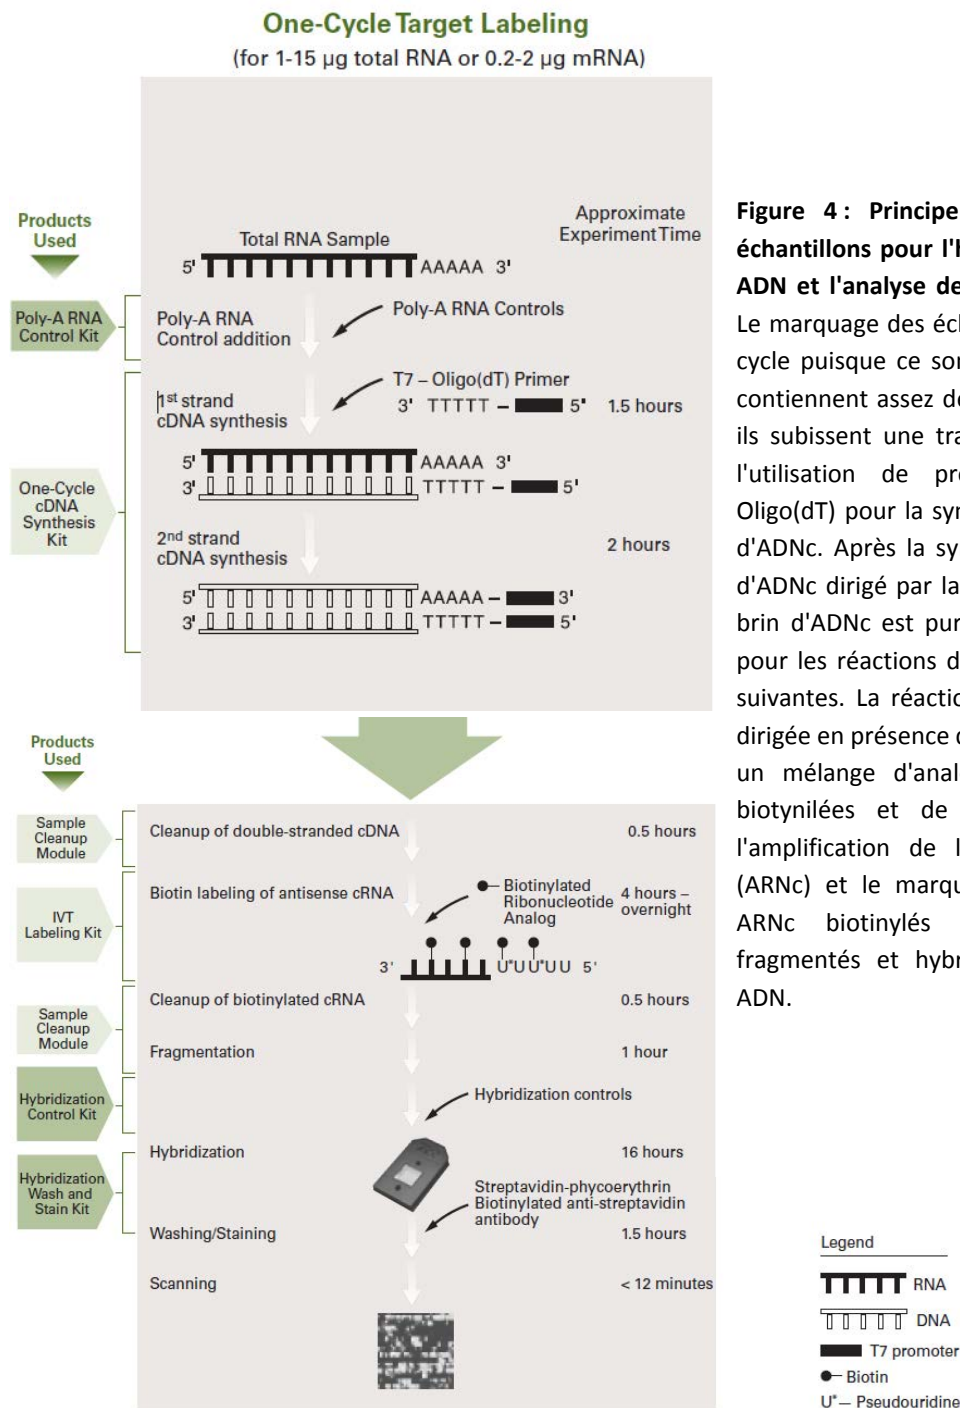 One-Cycle Target Labeling
(for 1-15 µg total RNA or 0.2-2 µg mRNA)
Products
Used
Approximate
Experiment Time
Total RNA Sample
5' AAAAA 3'
Poly-A RNA
Control Kit
Poly-A RNA
Control addition
Poly-A RNA Controls
T7 – Oligo(dT) Primer
3' TTTTT – 5'
1st strand
cDNA synthesis
1.5 hours
5' AAAAA 3'
3' TTTTT – 5'
One-Cycle
cDNA
Synthesis
Kit
2nd strand
cDNA synthesis
2 hours
5' AAAAA – 3'
3' TTTTT – 5'
Products
Used
Sample
Cleanup
Module
Cleanup of double-stranded cDNA
0.5 hours
IVT
Labeling Kit
Biotin labeling of antisense cRNA
Biotinylated
Ribonucleotide
Analog
4 hours –
overnight
3' U*UU*UU 5'
Sample
Cleanup
Module
Cleanup of biotinylated cRNA
0.5 hours
Fragmentation
1 hour
Hybridization
Control Kit
Hybridization controls
Hybridization
16 hours
Hybridization
Wash and
Stain Kit
Streptavidin-phycoerythrin
Biotinylated anti-streptavidin
antibody
Washing/Staining
1.5 hours
Scanning
< 12 minutes
Figure 4 : Principe
échantillons pour l'h
ADN et l'analyse de
Le marquage des écl
cycle puisque ce son
contiennent assez de
ils subissent une tra
l'utilisation de pro
Oligo(dT) pour la syn
d'ADNc. Après la sy
d'ADNc dirigé par la
brin d'ADNc est pur
pour les réactions d
suivantes. La réactio
dirigée en présence d
un mélange d'anal
biotynilées et de
l'amplification de l
(ARNc) et le marqu
ARNc biotinylés
fragmentés et hybr
ADN.
Legend
RNA
DNA
T7 promoter
Biotin
U*— Pseudouridine